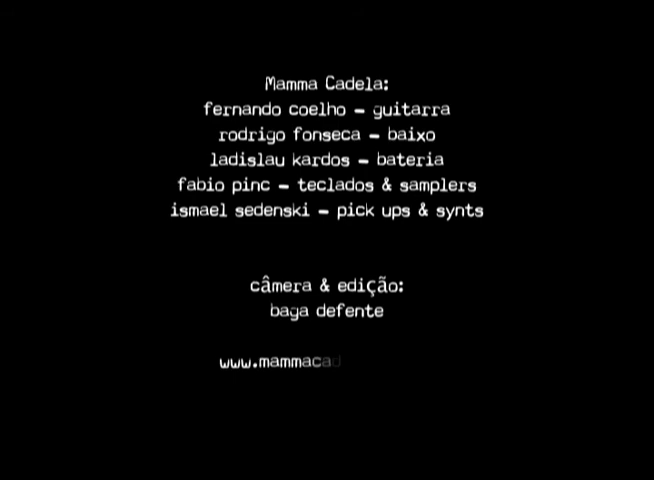 Mamma Cadela:
fernando coelho – guitarra
rodrigo fonseca – baixo
ladislau kardos – bateria
fabio pinc – teclados & samplers
ismael sedenski – pick ups & synts
câmera & edição:
baga defente
www.mammacad